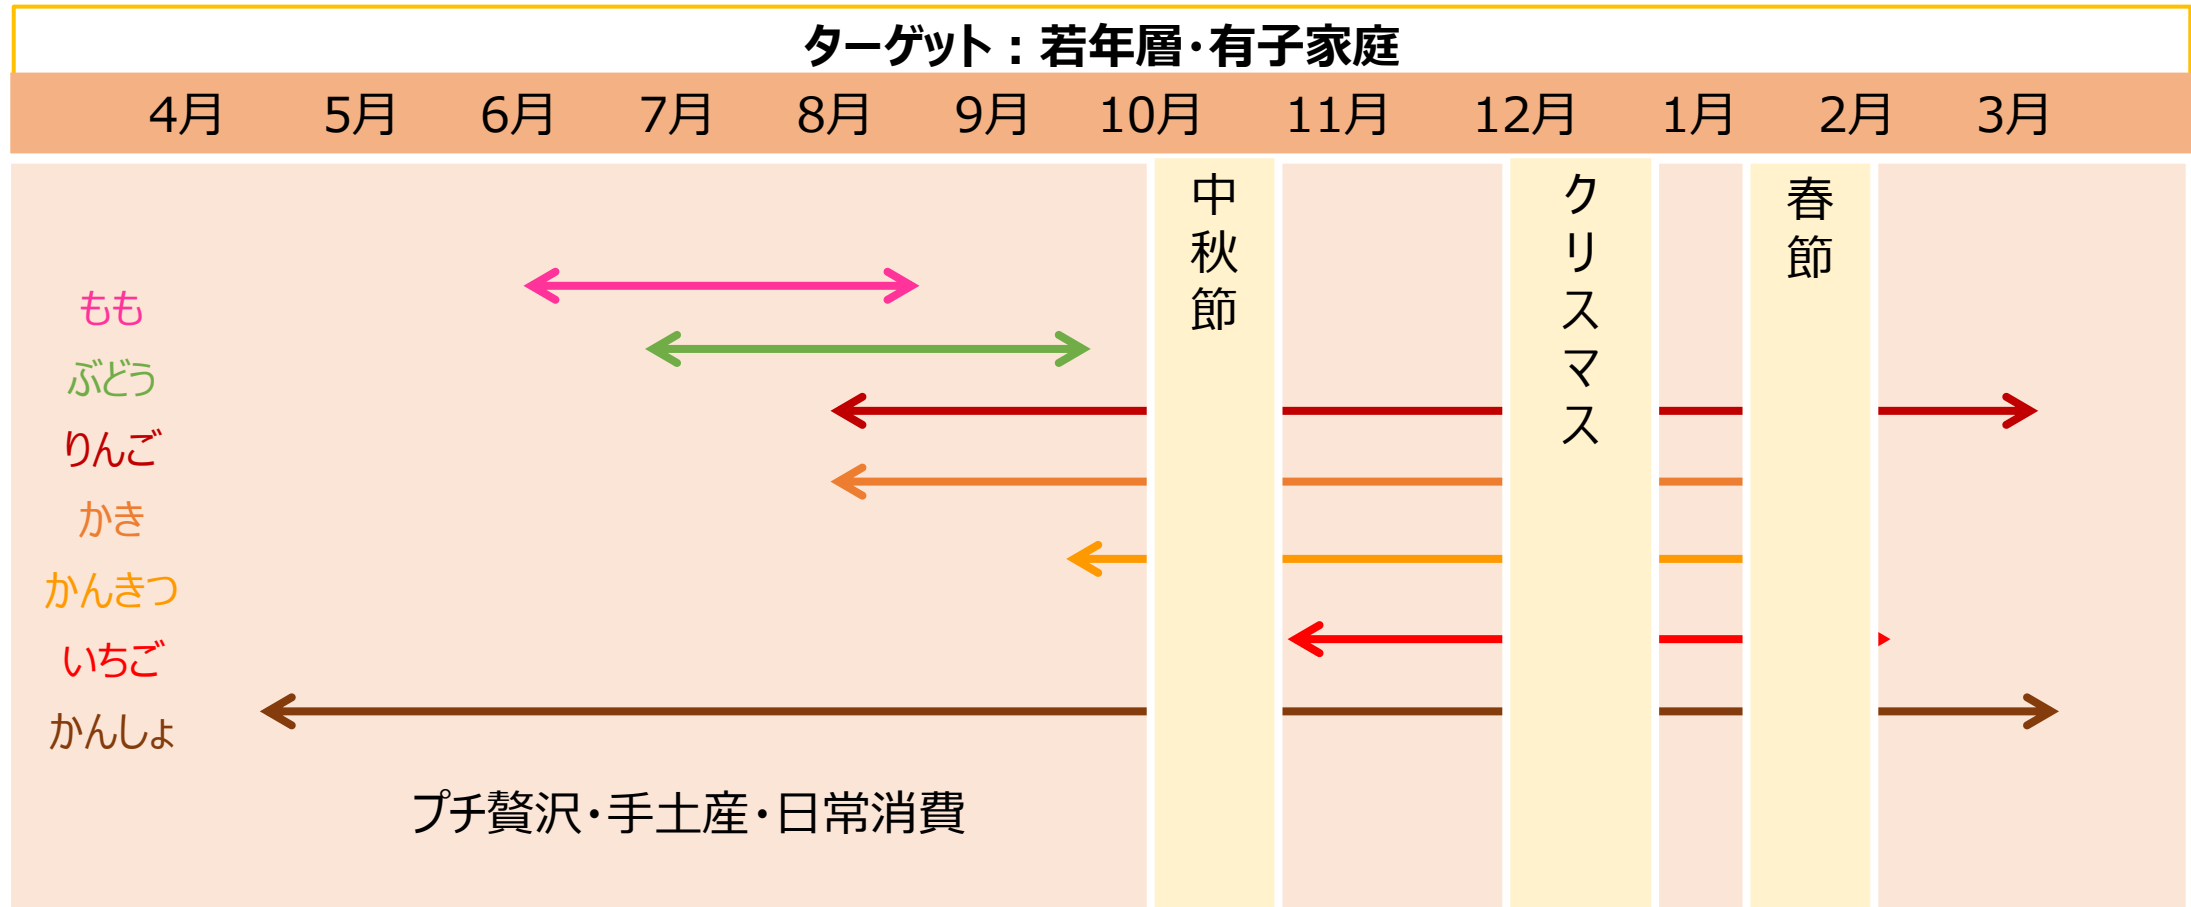 ターゲット：若年層・有子家庭
4月 5月 6月 7月 8月 9月 10月 11月 12月 1月 2月 3月
中秋節
クリスマス
春節
もも
ぶどう
りんご
かき
かんきつ
いちご
かんしょ
プチ贅沢・手土産・日常消費